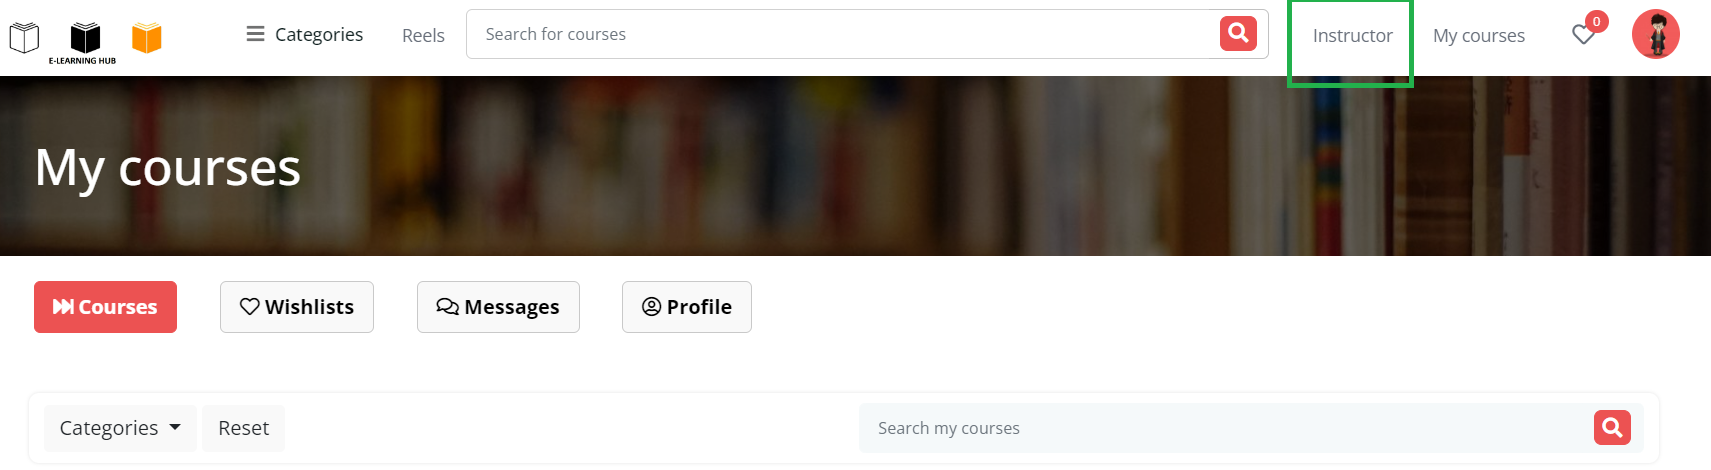 E-LEARNING HUB
Categories
Reels
Search for courses
Instructor
My courses
0
My courses
Courses
Wishlists
Messages
Profile
Categories
Reset
Search my courses